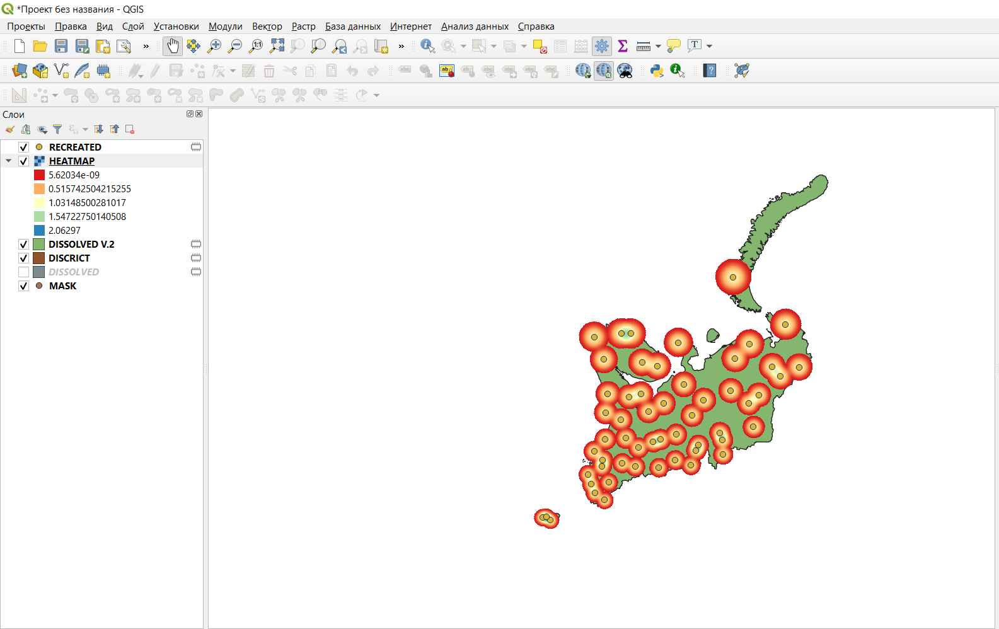 *Проект без названия - QGIS
Проекты Правка Вид Слой Установки Модули Вектор Растр База данных Интернет Анализ данных Справка
Слои
RECREATED
HEATMAP
5.62034e-09
0.515742504215255
1.03148500281017
1.54722750140508
2.06297
DISSOLVED V.2
DISCRICT
DISSOLVED
MASK